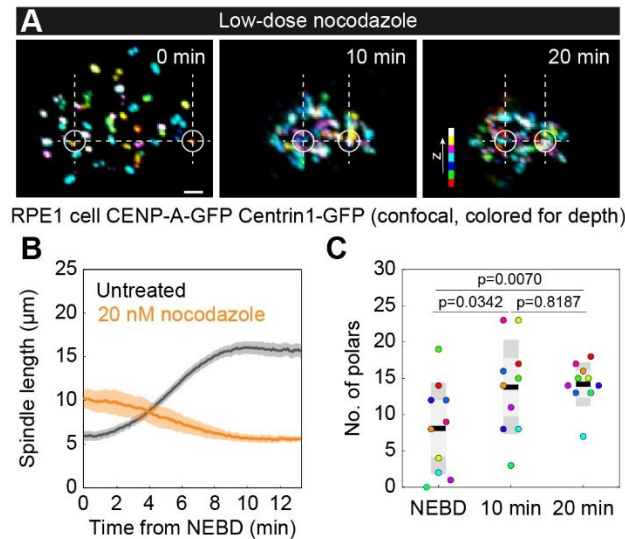 Low-dose nocodazole
A
0 min
10 min
20 min
z
RPE1 cell CENP-A-GFP Centrin1-GFP (confocal, colored for depth)
B
Spindle length (μm)
25
20
15
10
5
0
2
4
6
8
10
12
Untreated
20 nM nocodazole
Time from NEBD (min)
C
No. of polars
30
25
20
15
10
5
0
p=0.0070
p=0.0342
p=0.8187
NEBD
10 min
20 min